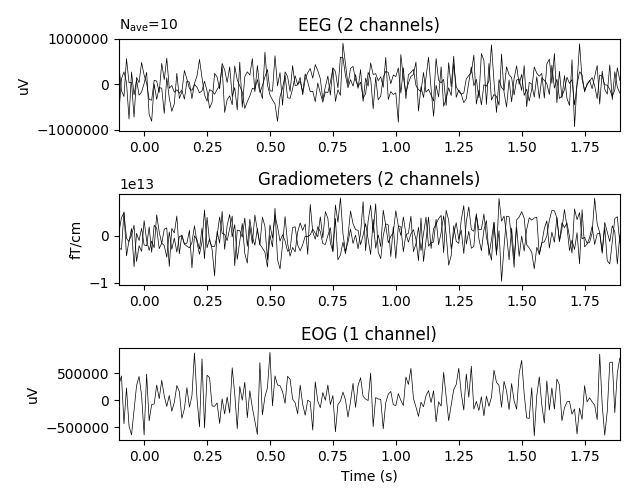 N_ave=10
EEG (2 channels)
1000000
0
−1000000
uV
0.00 0.25 0.50 0.75 1.00 1.25 1.50 1.75
Gradiometers (2 channels)
1e13
0
−1
fT/cm
0.00 0.25 0.50 0.75 1.00 1.25 1.50 1.75
EOG (1 channel)
500000
0
−500000
uV
0.00 0.25 0.50 0.75 1.00 1.25 1.50 1.75
Time (s)